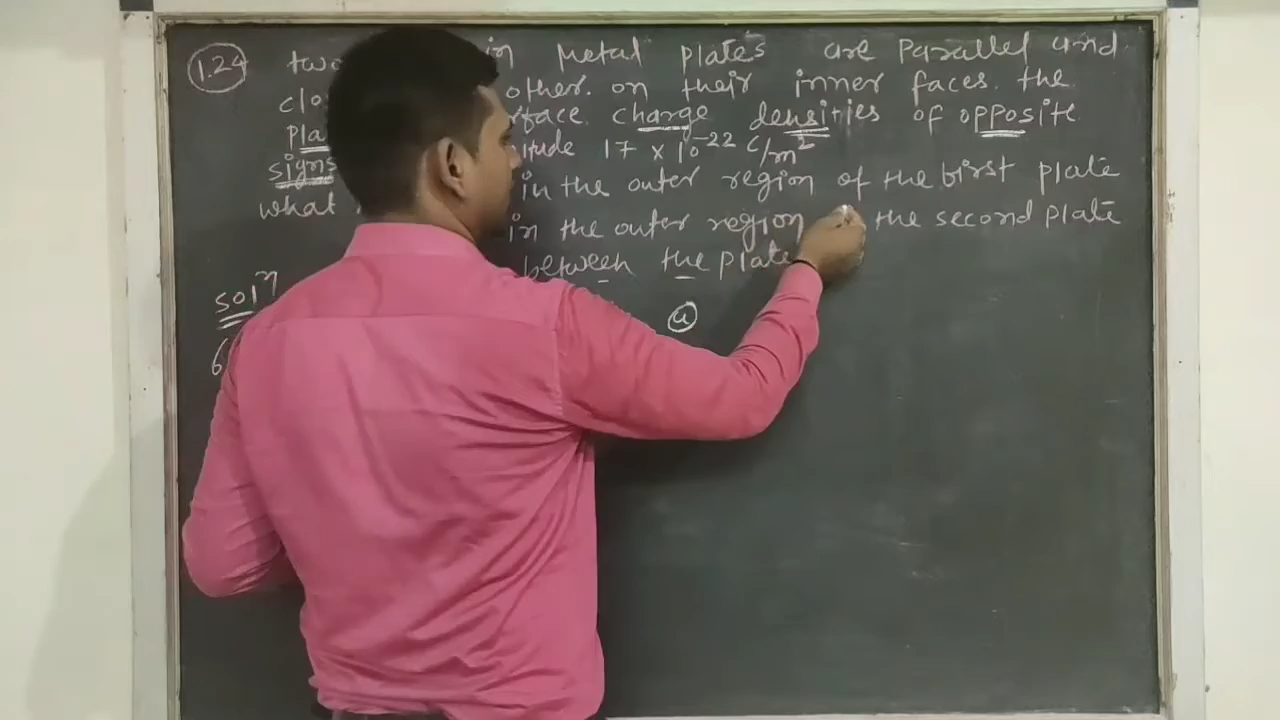 1.24 two in metal plates are parallel and
clo other. on their inner faces. the
pla rface charge densities of opposite
signs itude 17 × 10⁻²² C/m²
in the outer region of the first plate
what in the outer region the second plate
between the plate
soln
(a)
6